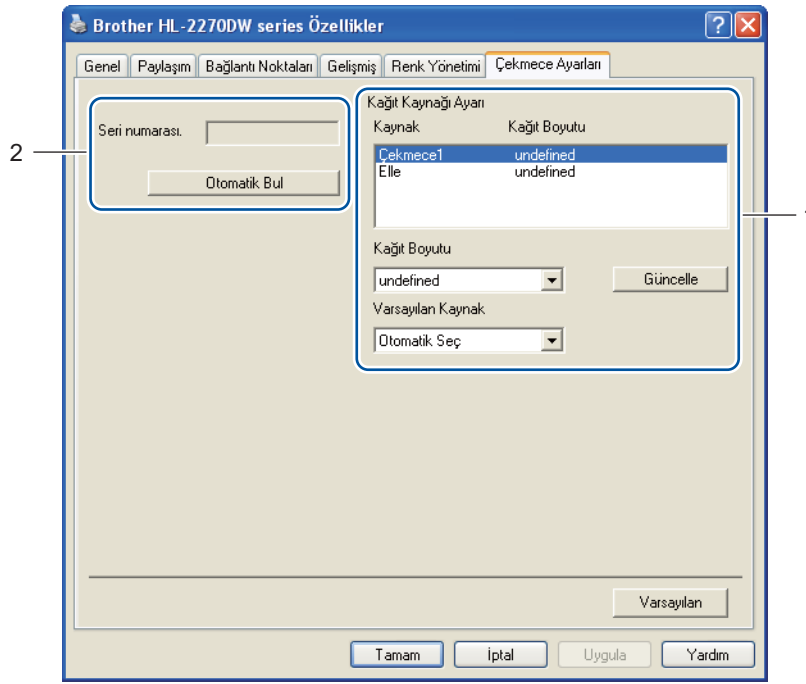 Brother HL-2270DW series Özellikler
Genel Paylaşım Bağlantı Noktaları Gelişmiş Renk Yönetimi Çekmece Ayarları
2
Seri numarası.
Otomatik Bul
Kağıt Kaynağı Ayarı
Kaynak Kağıt Boyutu
Çekmece1 undefined
Elle undefined
Kağıt Boyutu
undefined
Güncelle
Varsayılan Kaynak
Otomatik Seç
Varsayılan
Tamam İptal Uygula Yardım